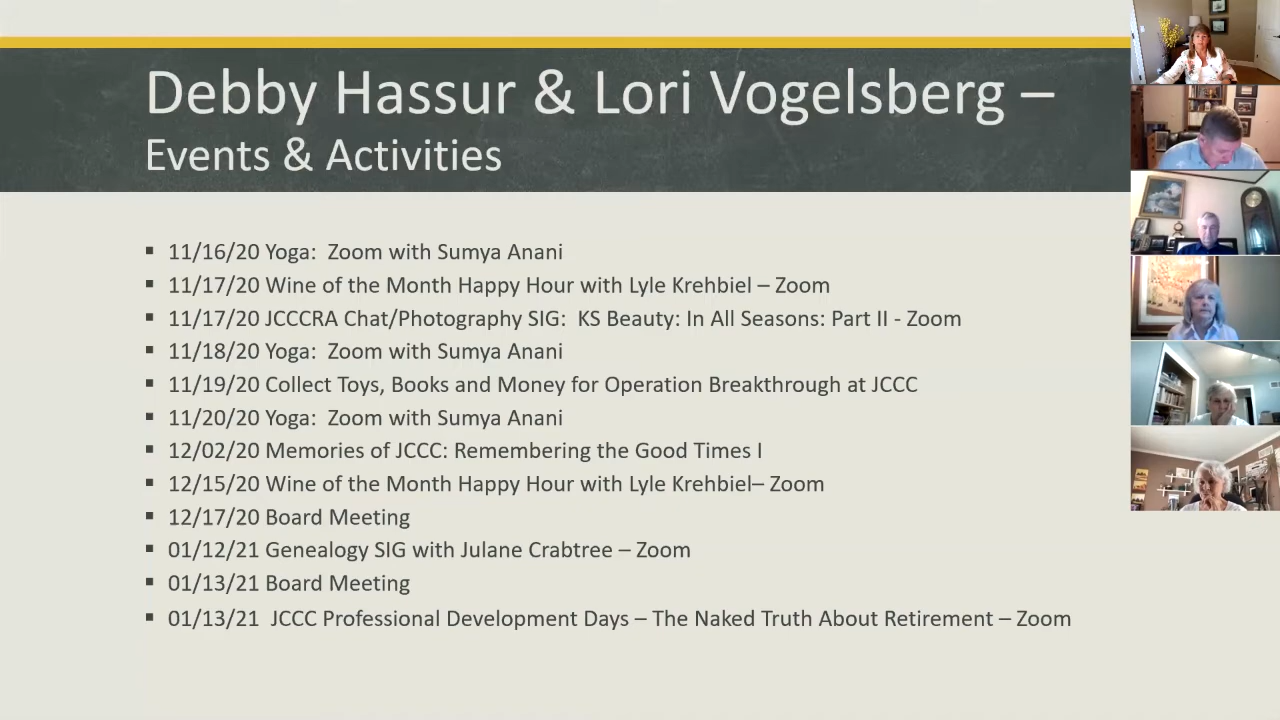 Debby Hassur & Lori Vogelsberg –
Events & Activities
▪ 11/16/20 Yoga:  Zoom with Sumya Anani
▪ 11/17/20 Wine of the Month Happy Hour with Lyle Krehbiel – Zoom
▪ 11/17/20 JCCCRA Chat/Photography SIG:  KS Beauty: In All Seasons: Part II - Zoom
▪ 11/18/20 Yoga:  Zoom with Sumya Anani
▪ 11/19/20 Collect Toys, Books and Money for Operation Breakthrough at JCCC
▪ 11/20/20 Yoga:  Zoom with Sumya Anani
▪ 12/02/20 Memories of JCCC: Remembering the Good Times I
▪ 12/15/20 Wine of the Month Happy Hour with Lyle Krehbiel– Zoom
▪ 12/17/20 Board Meeting
▪ 01/12/21 Genealogy SIG with Julane Crabtree – Zoom
▪ 01/13/21 Board Meeting
▪ 01/13/21  JCCC Professional Development Days – The Naked Truth About Retirement – Zoom